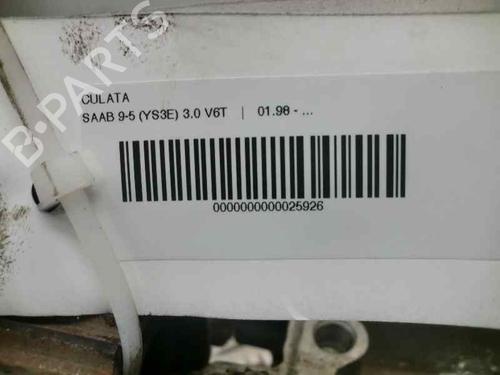 CULATA
SAAB 9-5 (YS3E) 3.0 V6T | 01.98 - ...
0000000000025926
B-PARTS